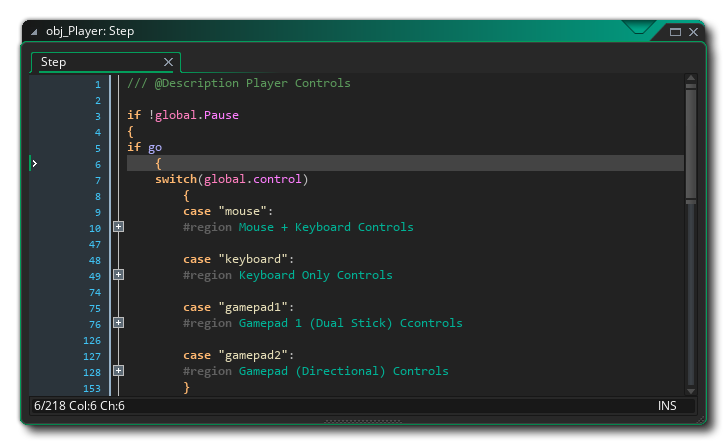 obj_Player: Step
Step
1 /// @Description Player Controls
2
3 if !global.Pause
4 {
5 if go
6 {
7 switch(global.control)
8 {
9 case "mouse":
10 #region Mouse + Keyboard Controls
47
48 case "keyboard":
49 #region Keyboard Only Controls
74
75 case "gamepad1":
76 #region Gamepad 1 (Dual Stick) Ccontrols
126
127 case "gamepad2":
128 #region Gamepad (Directional) Controls
153 }
6/218 Col:6 Ch:6 INS